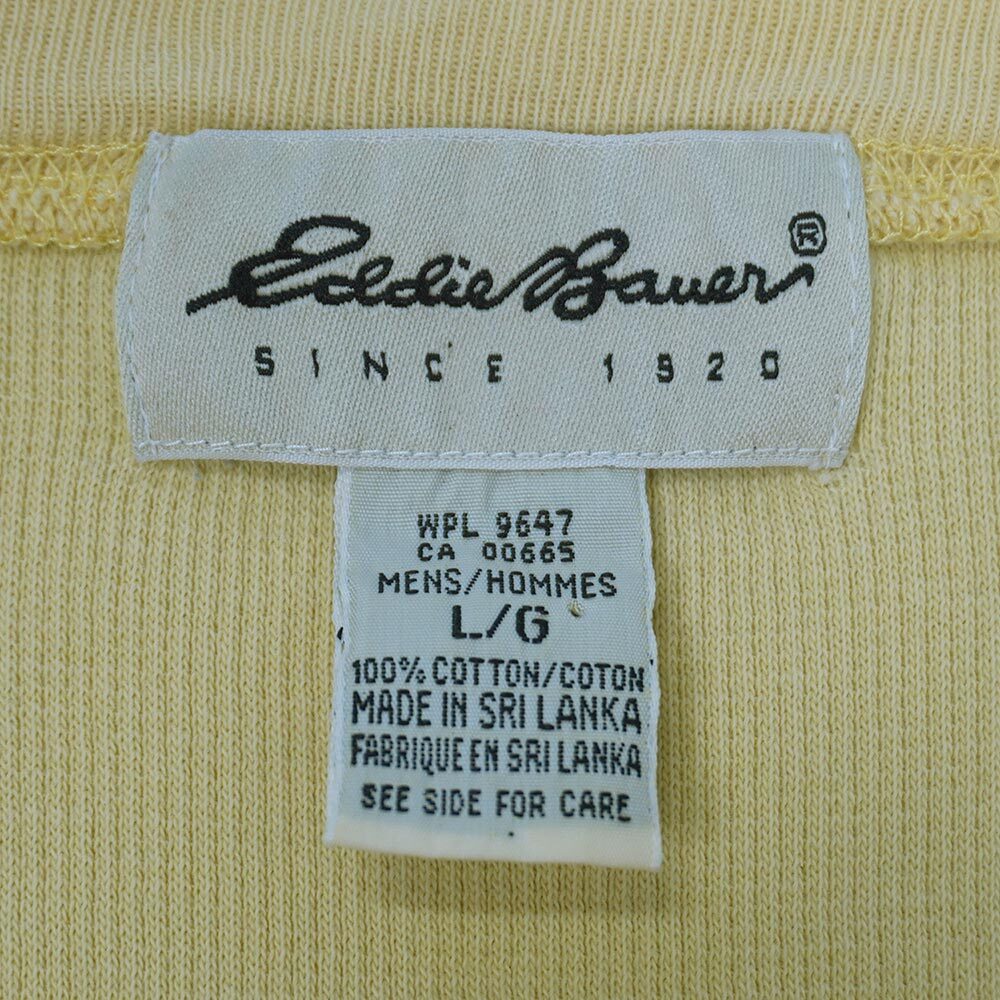 Eddie Bauer ®
SINCE 1920
WPL 9647
CA 00665
MENS/HOMMES
L/G
100% COTTON/COTON
MADE IN SRI LANKA
FABRIQUE EN SRI LANKA
SEE SIDE FOR CARE